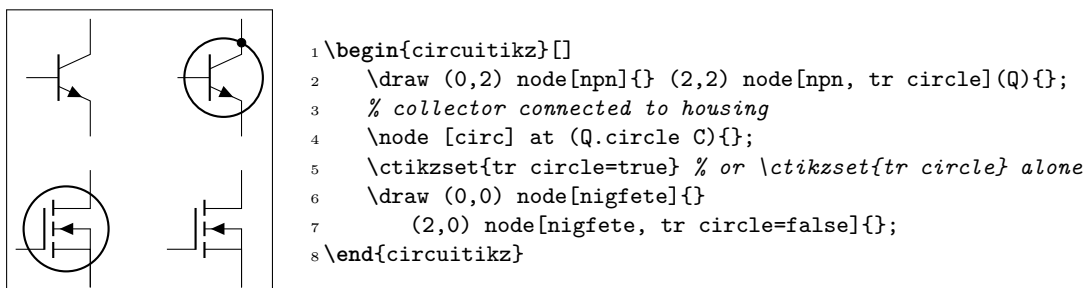 1 \begin{circuitikz}[]
2 \draw (0,2) node[npn]{} (2,2) node[npn, tr circle](Q){};
3 % collector connected to housing
4 \node [circ] at (Q.circle C){};
5 \ctikzset{tr circle=true} % or \ctikzset{tr circle} alone
6 \draw (0,0) node[nigfete]{}
7 (2,0) node[nigfete, tr circle=false]{};
8 \end{circuitikz}